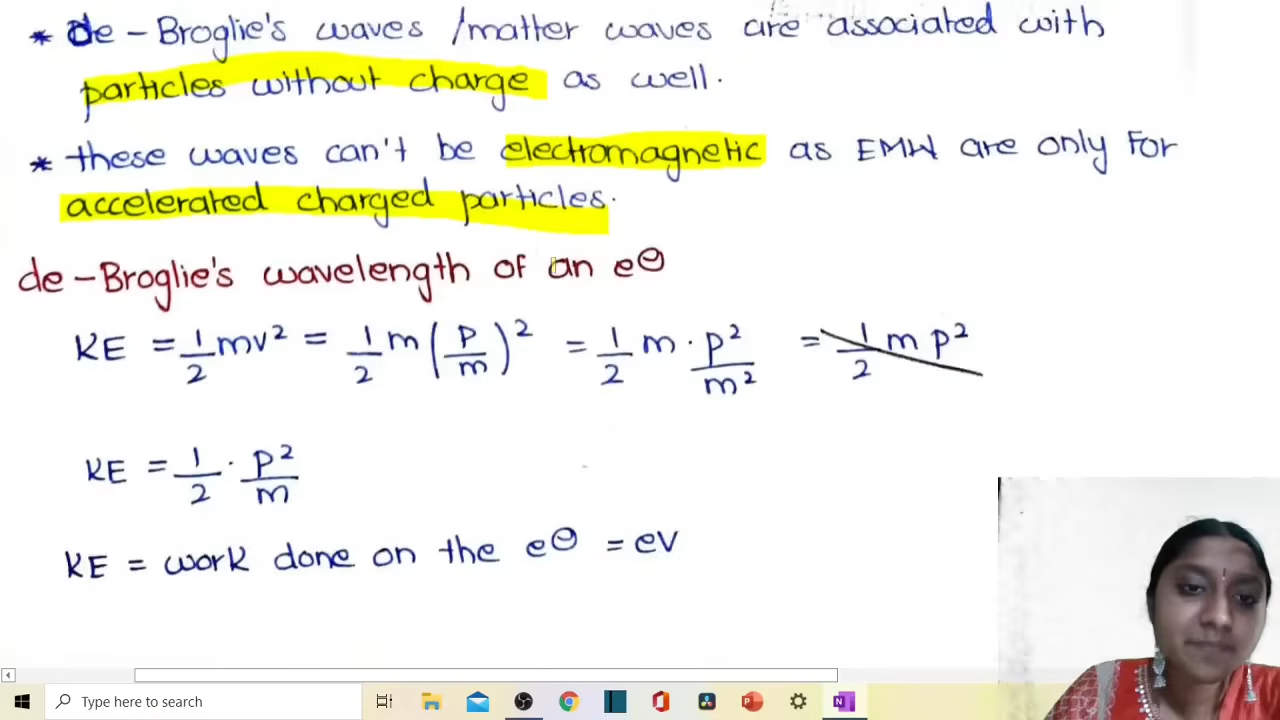 * de - Broglie's waves /matter waves are associated with
particles without charge as well.
* these waves can't be electromagnetic as EMW are only for
accelerated charged particles.
de - Broglie's wavelength of an e⊖
KE = 1/2 mv² = 1/2 m (p/m)² = 1/2 m · p²/m² = 1/2 m p²
KE = 1/2 · p²/m
KE = work done on the e⊖ = eV
Type here to search